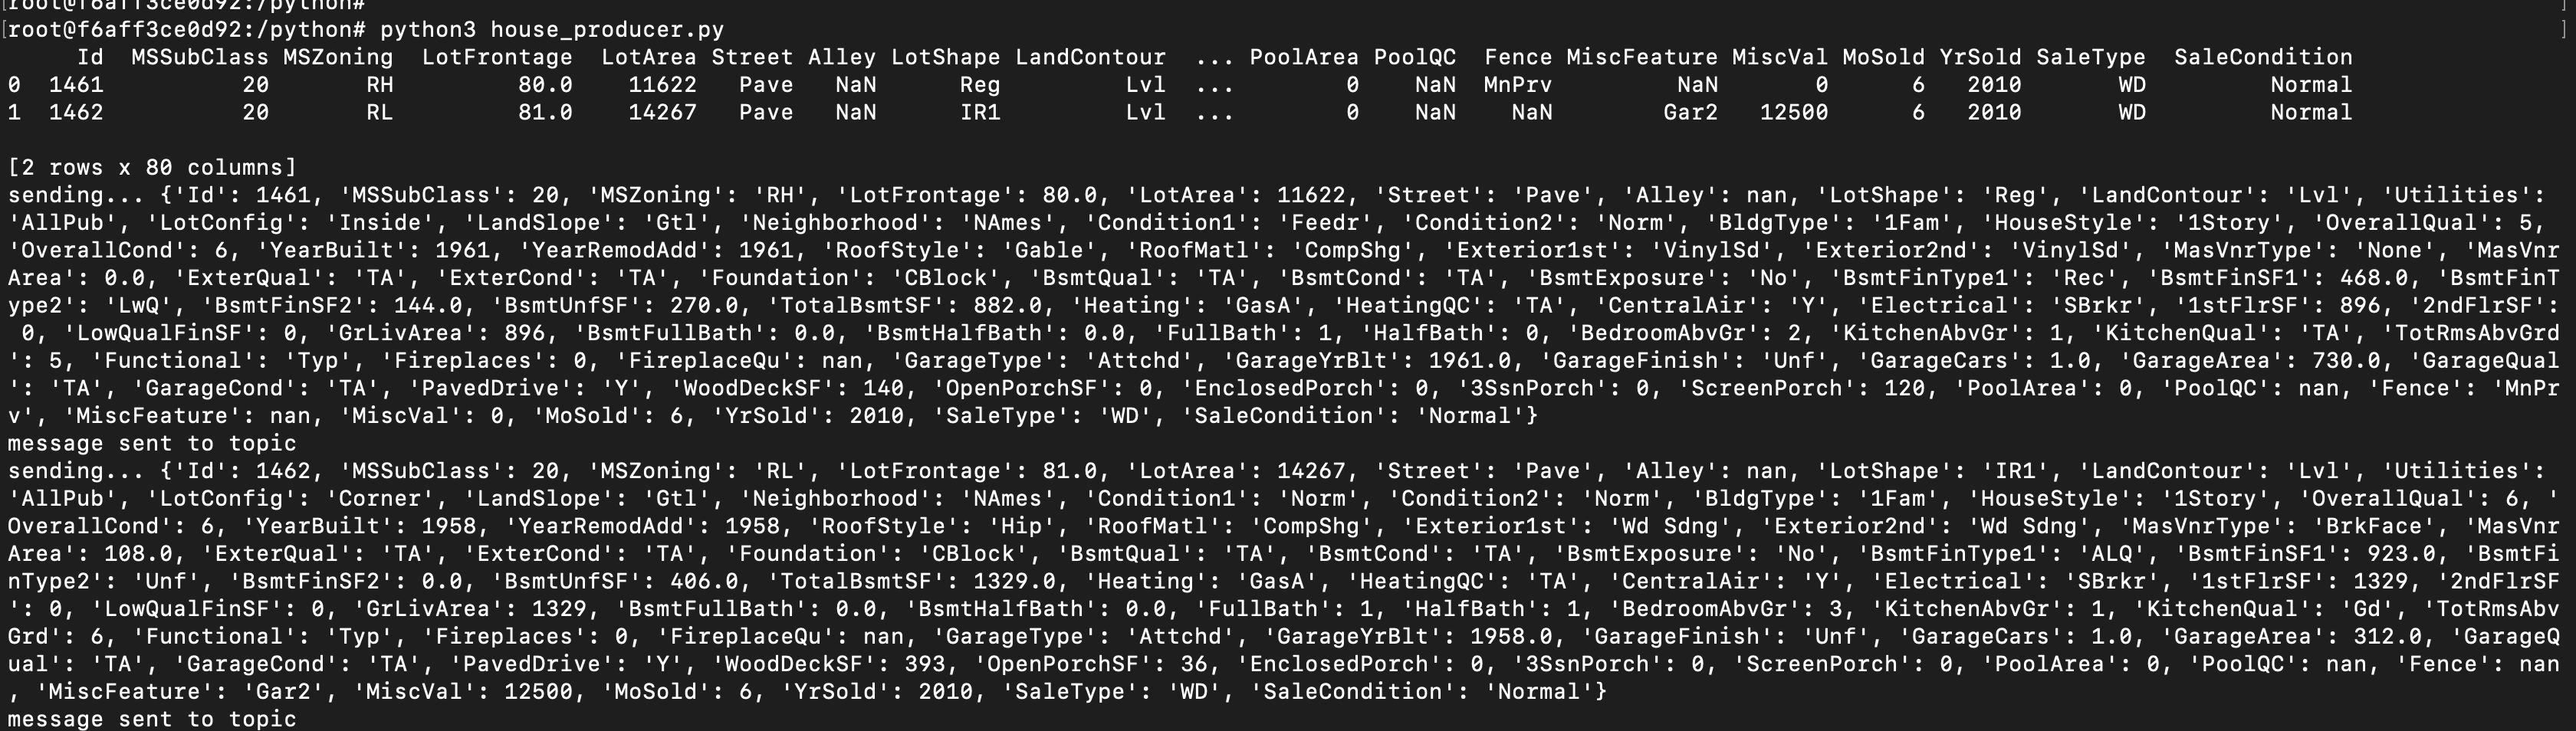 [root@f6aff3ce0d92:/python# ]
[root@f6aff3ce0d92:/python# python3 house_producer.py ]
Id MSSubClass MSZoning LotFrontage LotArea Street Alley LotShape LandContour ... PoolArea PoolQC Fence MiscFeature MiscVal MoSold YrSold SaleType SaleCondition
0 1461 20 RH 80.0 11622 Pave NaN Reg Lvl ... 0 NaN MnPrv NaN 0 6 2010 WD Normal
1 1462 20 RL 81.0 14267 Pave NaN IR1 Lvl ... 0 NaN NaN Gar2 12500 6 2010 WD Normal
[2 rows x 80 columns]
sending... {'Id': 1461, 'MSSubClass': 20, 'MSZoning': 'RH', 'LotFrontage': 80.0, 'LotArea': 11622, 'Street': 'Pave', 'Alley': nan, 'LotShape': 'Reg', 'LandContour': 'Lvl', 'Utilities':
'AllPub', 'LotConfig': 'Inside', 'LandSlope': 'Gtl', 'Neighborhood': 'NAmes', 'Condition1': 'Feedr', 'Condition2': 'Norm', 'BldgType': '1Fam', 'HouseStyle': '1Story', 'OverallQual': 5,
'OverallCond': 6, 'YearBuilt': 1961, 'YearRemodAdd': 1961, 'RoofStyle': 'Gable', 'RoofMatl': 'CompShg', 'Exterior1st': 'VinylSd', 'Exterior2nd': 'VinylSd', 'MasVnrType': 'None', 'MasVnr
Area': 0.0, 'ExterQual': 'TA', 'ExterCond': 'TA', 'Foundation': 'CBlock', 'BsmtQual': 'TA', 'BsmtCond': 'TA', 'BsmtExposure': 'No', 'BsmtFinType1': 'Rec', 'BsmtFinSF1': 468.0, 'BsmtFinT
ype2': 'LwQ', 'BsmtFinSF2': 144.0, 'BsmtUnfSF': 270.0, 'TotalBsmtSF': 882.0, 'Heating': 'GasA', 'HeatingQC': 'TA', 'CentralAir': 'Y', 'Electrical': 'SBrkr', '1stFlrSF': 896, '2ndFlrSF':
 0, 'LowQualFinSF': 0, 'GrLivArea': 896, 'BsmtFullBath': 0.0, 'BsmtHalfBath': 0.0, 'FullBath': 1, 'HalfBath': 0, 'BedroomAbvGr': 2, 'KitchenAbvGr': 1, 'KitchenQual': 'TA', 'TotRmsAbvGrd
': 5, 'Functional': 'Typ', 'Fireplaces': 0, 'FireplaceQu': nan, 'GarageType': 'Attchd', 'GarageYrBlt': 1961.0, 'GarageFinish': 'Unf', 'GarageCars': 1.0, 'GarageArea': 730.0, 'GarageQual
': 'TA', 'GarageCond': 'TA', 'PavedDrive': 'Y', 'WoodDeckSF': 140, 'OpenPorchSF': 0, 'EnclosedPorch': 0, '3SsnPorch': 0, 'ScreenPorch': 120, 'PoolArea': 0, 'PoolQC': nan, 'Fence': 'MnPr
v', 'MiscFeature': nan, 'MiscVal': 0, 'MoSold': 6, 'YrSold': 2010, 'SaleType': 'WD', 'SaleCondition': 'Normal'}
message sent to topic
sending... {'Id': 1462, 'MSSubClass': 20, 'MSZoning': 'RL', 'LotFrontage': 81.0, 'LotArea': 14267, 'Street': 'Pave', 'Alley': nan, 'LotShape': 'IR1', 'LandContour': 'Lvl', 'Utilities':
'AllPub', 'LotConfig': 'Corner', 'LandSlope': 'Gtl', 'Neighborhood': 'NAmes', 'Condition1': 'Norm', 'Condition2': 'Norm', 'BldgType': '1Fam', 'HouseStyle': '1Story', 'OverallQual': 6, '
OverallCond': 6, 'YearBuilt': 1958, 'YearRemodAdd': 1958, 'RoofStyle': 'Hip', 'RoofMatl': 'CompShg', 'Exterior1st': 'Wd Sdng', 'Exterior2nd': 'Wd Sdng', 'MasVnrType': 'BrkFace', 'MasVnr
Area': 108.0, 'ExterQual': 'TA', 'ExterCond': 'TA', 'Foundation': 'CBlock', 'BsmtQual': 'TA', 'BsmtCond': 'TA', 'BsmtExposure': 'No', 'BsmtFinType1': 'ALQ', 'BsmtFinSF1': 923.0, 'BsmtFi
nType2': 'Unf', 'BsmtFinSF2': 0.0, 'BsmtUnfSF': 406.0, 'TotalBsmtSF': 1329.0, 'Heating': 'GasA', 'HeatingQC': 'TA', 'CentralAir': 'Y', 'Electrical': 'SBrkr', '1stFlrSF': 1329, '2ndFlrSF
': 0, 'LowQualFinSF': 0, 'GrLivArea': 1329, 'BsmtFullBath': 0.0, 'BsmtHalfBath': 0.0, 'FullBath': 1, 'HalfBath': 1, 'BedroomAbvGr': 3, 'KitchenAbvGr': 1, 'KitchenQual': 'Gd', 'TotRmsAbv
Grd': 6, 'Functional': 'Typ', 'Fireplaces': 0, 'FireplaceQu': nan, 'GarageType': 'Attchd', 'GarageYrBlt': 1958.0, 'GarageFinish': 'Unf', 'GarageCars': 1.0, 'GarageArea': 312.0, 'GarageQ
ual': 'TA', 'GarageCond': 'TA', 'PavedDrive': 'Y', 'WoodDeckSF': 393, 'OpenPorchSF': 36, 'EnclosedPorch': 0, '3SsnPorch': 0, 'ScreenPorch': 0, 'PoolArea': 0, 'PoolQC': nan, 'Fence': nan
, 'MiscFeature': 'Gar2', 'MiscVal': 12500, 'MoSold': 6, 'YrSold': 2010, 'SaleType': 'WD', 'SaleCondition': 'Normal'}
message sent to topic